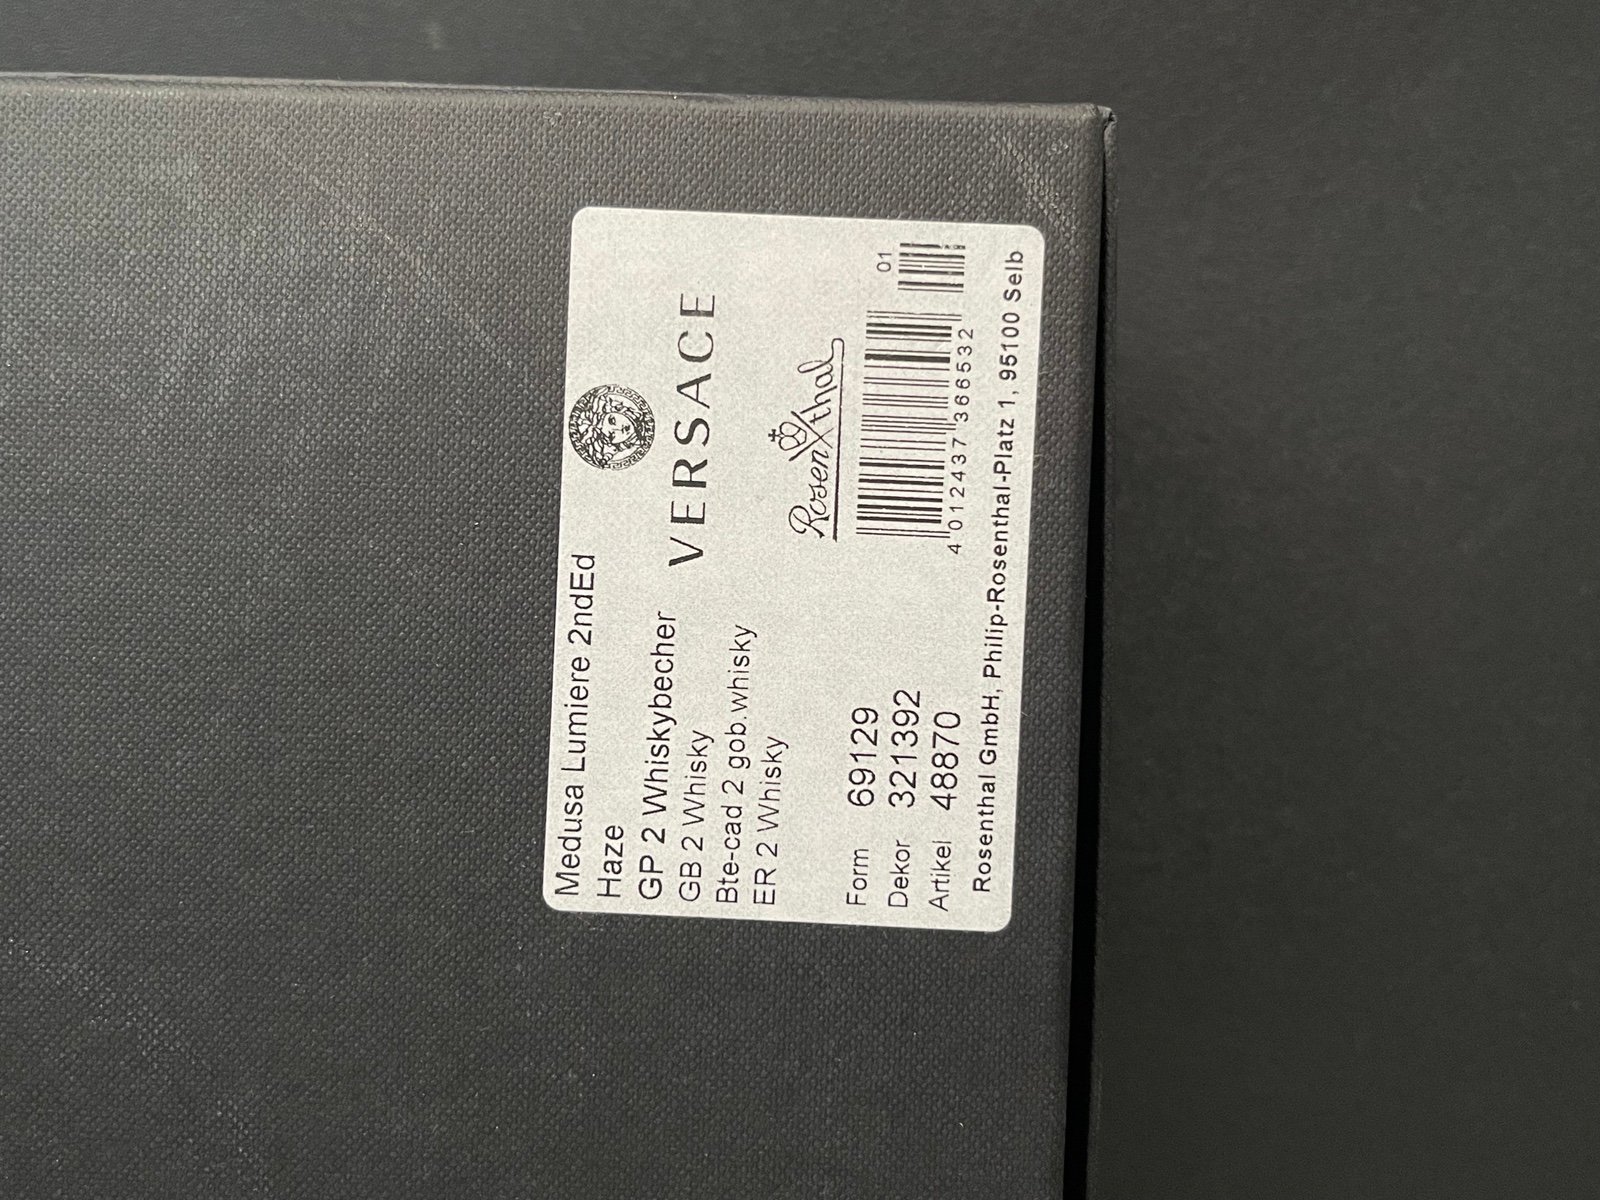 Medusa Lumiere 2ndEd
Haze
GP 2 Whiskybecher
GB 2 Whisky
Bte-cad 2 gob.whisky
ER 2 Whisky
VERSACE
Rosenthal
Form 69129
Dekor 321392
Artikel 48870
01
4 012437 366532
Rosenthal GmbH, Philip-Rosenthal-Platz 1, 95100 Selb